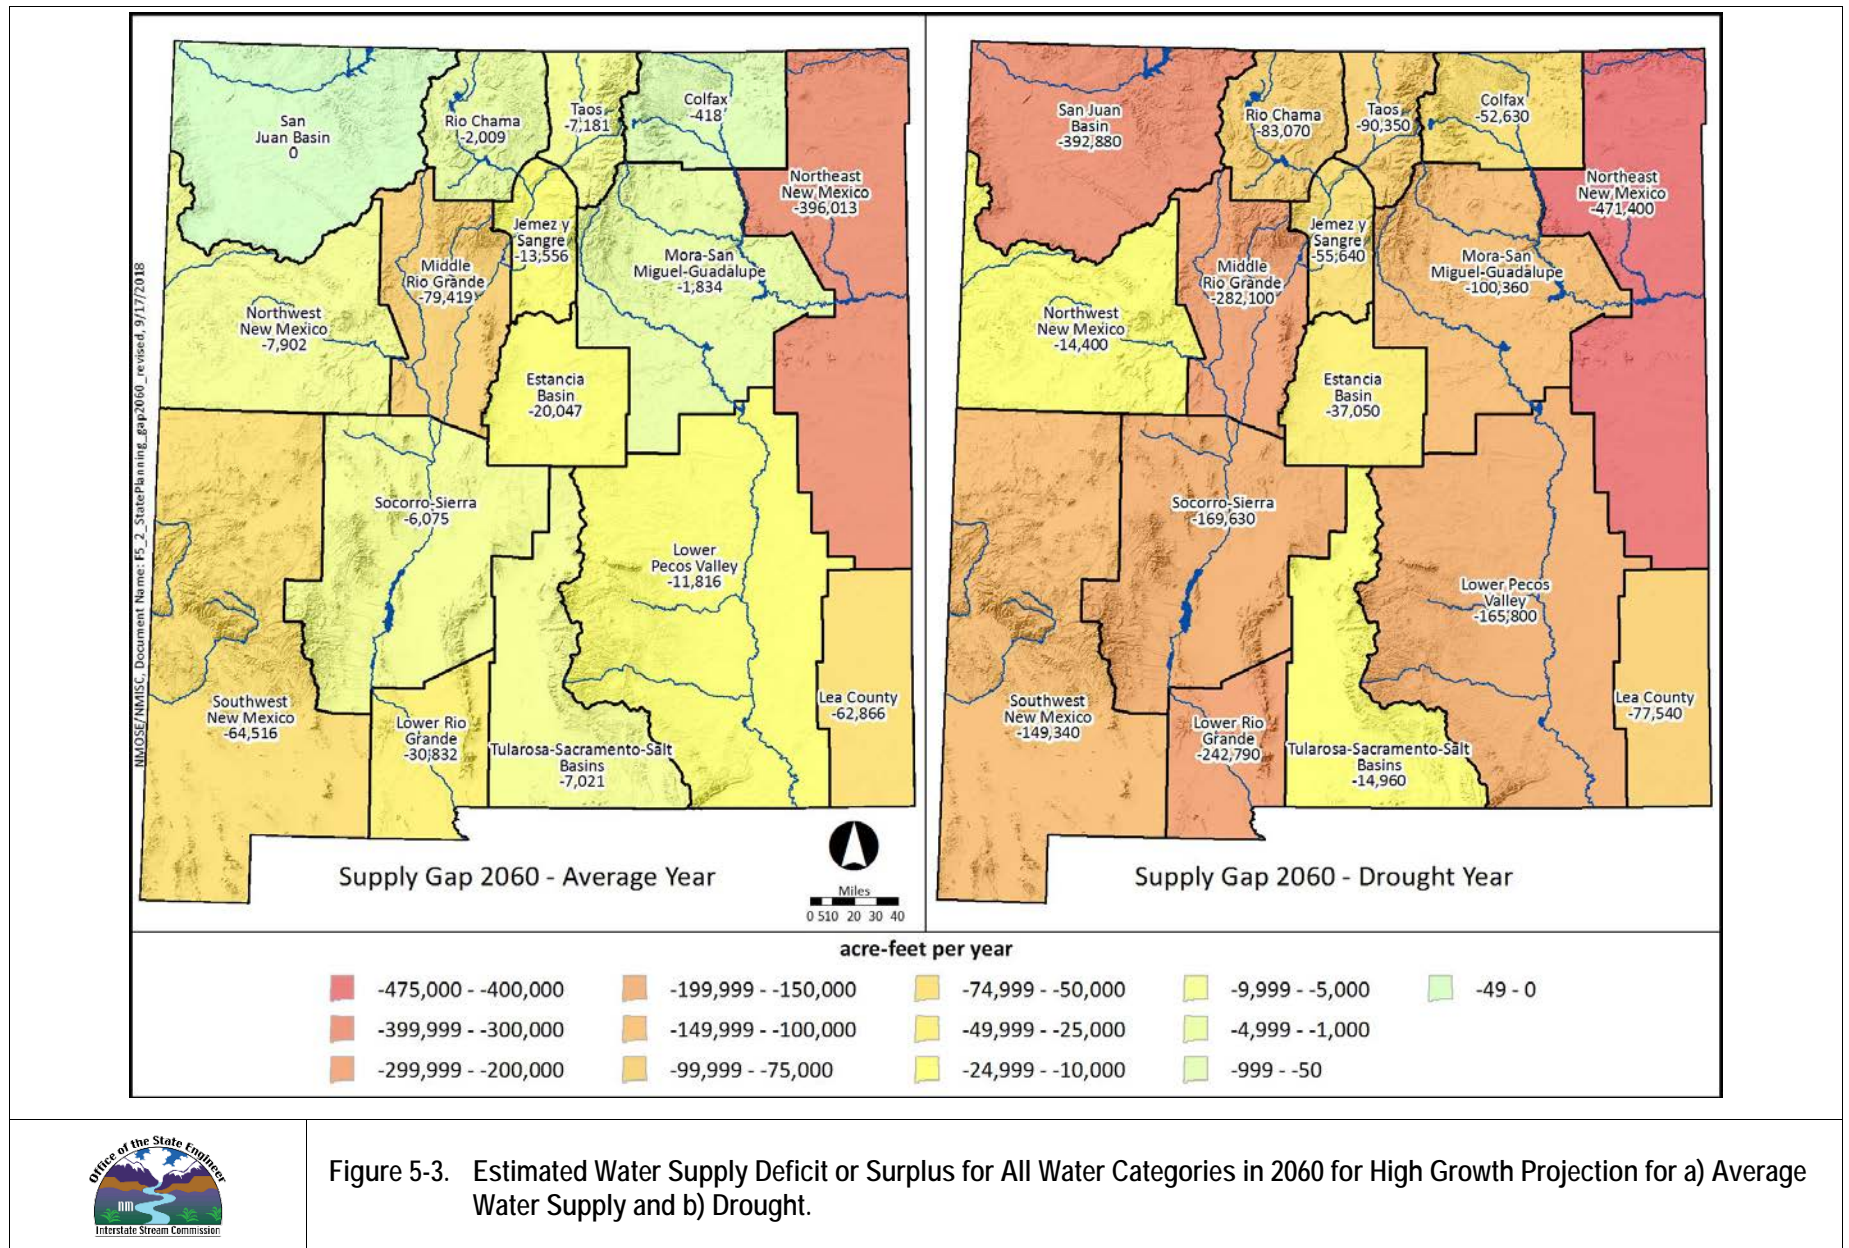 NMOSE/NMISC, Document Name: F5_2_StatePlanning_gap2060_revised, 9/17/2018
San
Juan Basin
0
Rio Chama
-2,009
Taos
-7,181
Colfax
-418
Northeast
New Mexico
-396,013
Jemez y
Sangre
-13,556
Middle
Rio Grande
-79,419
Mora-San
Miguel-Guadalupe
-1,834
Northwest
New Mexico
-7,902
Estancia
Basin
-20,047
Socorro-Sierra
-6,075
Lower
Pecos Valley
-11,816
Southwest
New Mexico
-64,516
Lower Rio
Grande
-30,832
Tularosa-Sacramento-Salt
Basins
-7,021
Lea County
-62,866
Supply Gap 2060 - Average Year
Miles
0 510 20 30 40
San Juan
Basin
-392,880
Rio Chama
-83,070
Taos
-90,350
Colfax
-52,630
Northeast
New Mexico
-471,400
Jemez y
Sangre
-55,640
Middle
Rio Grande
-282,100
Mora-San
Miguel-Guadalupe
-100,360
Northwest
New Mexico
-14,400
Estancia
Basin
-37,050
Socorro-Sierra
-169,630
Lower Pecos
Valley
-165,800
Southwest
New Mexico
-149,340
Lower Rio
Grande
-242,790
Tularosa-Sacramento-Salt
Basins
-14,960
Lea County
-77,540
Supply Gap 2060 - Drought Year
acre-feet per year
-475,000 - -400,000
-399,999 - -300,000
-299,999 - -200,000
-199,999 - -150,000
-149,999 - -100,000
-99,999 - -75,000
-74,999 - -50,000
-49,999 - -25,000
-24,999 - -10,000
-9,999 - -5,000
-4,999 - -1,000
-999 - -50
-49 - 0
Office of the State Engineer
nm
Interstate Stream Commission
Figure 5-3. Estimated Water Supply Deficit or Surplus for All Water Categories in 2060 for High Growth Projection for a) Average
Water Supply and b) Drought.